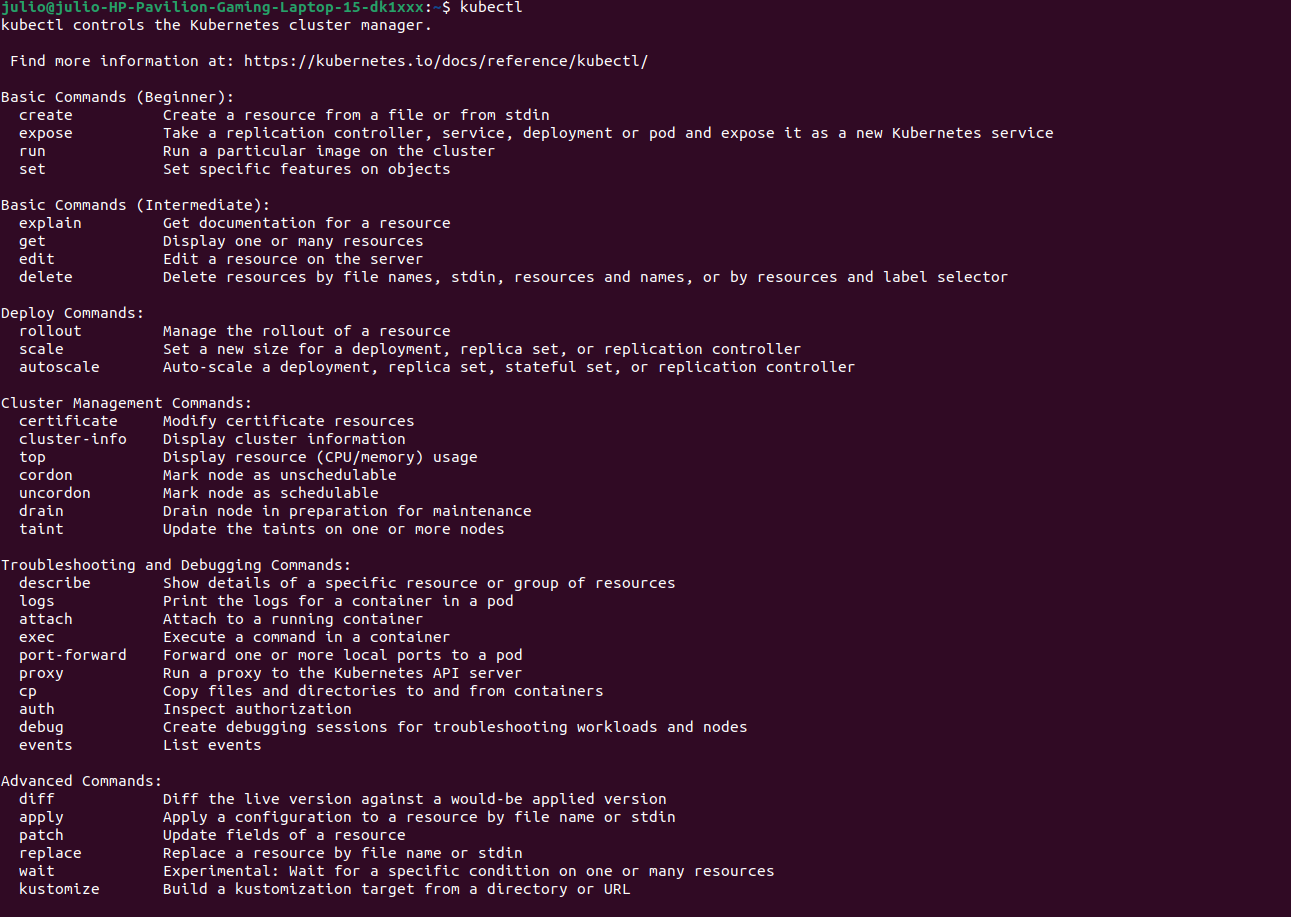 julio@julio-HP-Pavilion-Gaming-Laptop-15-dk1xxx:~$ kubectl
kubectl controls the Kubernetes cluster manager.

 Find more information at: https://kubernetes.io/docs/reference/kubectl/

Basic Commands (Beginner):
  create          Create a resource from a file or from stdin
  expose          Take a replication controller, service, deployment or pod and expose it as a new Kubernetes service
  run             Run a particular image on the cluster
  set             Set specific features on objects

Basic Commands (Intermediate):
  explain         Get documentation for a resource
  get             Display one or many resources
  edit            Edit a resource on the server
  delete          Delete resources by file names, stdin, resources and names, or by resources and label selector

Deploy Commands:
  rollout         Manage the rollout of a resource
  scale           Set a new size for a deployment, replica set, or replication controller
  autoscale       Auto-scale a deployment, replica set, stateful set, or replication controller

Cluster Management Commands:
  certificate     Modify certificate resources
  cluster-info    Display cluster information
  top             Display resource (CPU/memory) usage
  cordon          Mark node as unschedulable
  uncordon        Mark node as schedulable
  drain           Drain node in preparation for maintenance
  taint           Update the taints on one or more nodes

Troubleshooting and Debugging Commands:
  describe        Show details of a specific resource or group of resources
  logs            Print the logs for a container in a pod
  attach          Attach to a running container
  exec            Execute a command in a container
  port-forward    Forward one or more local ports to a pod
  proxy           Run a proxy to the Kubernetes API server
  cp              Copy files and directories to and from containers
  auth            Inspect authorization
  debug           Create debugging sessions for troubleshooting workloads and nodes
  events          List events

Advanced Commands:
  diff            Diff the live version against a would-be applied version
  apply           Apply a configuration to a resource by file name or stdin
  patch           Update fields of a resource
  replace         Replace a resource by file name or stdin
  wait            Experimental: Wait for a specific condition on one or many resources
  kustomize       Build a kustomization target from a directory or URL